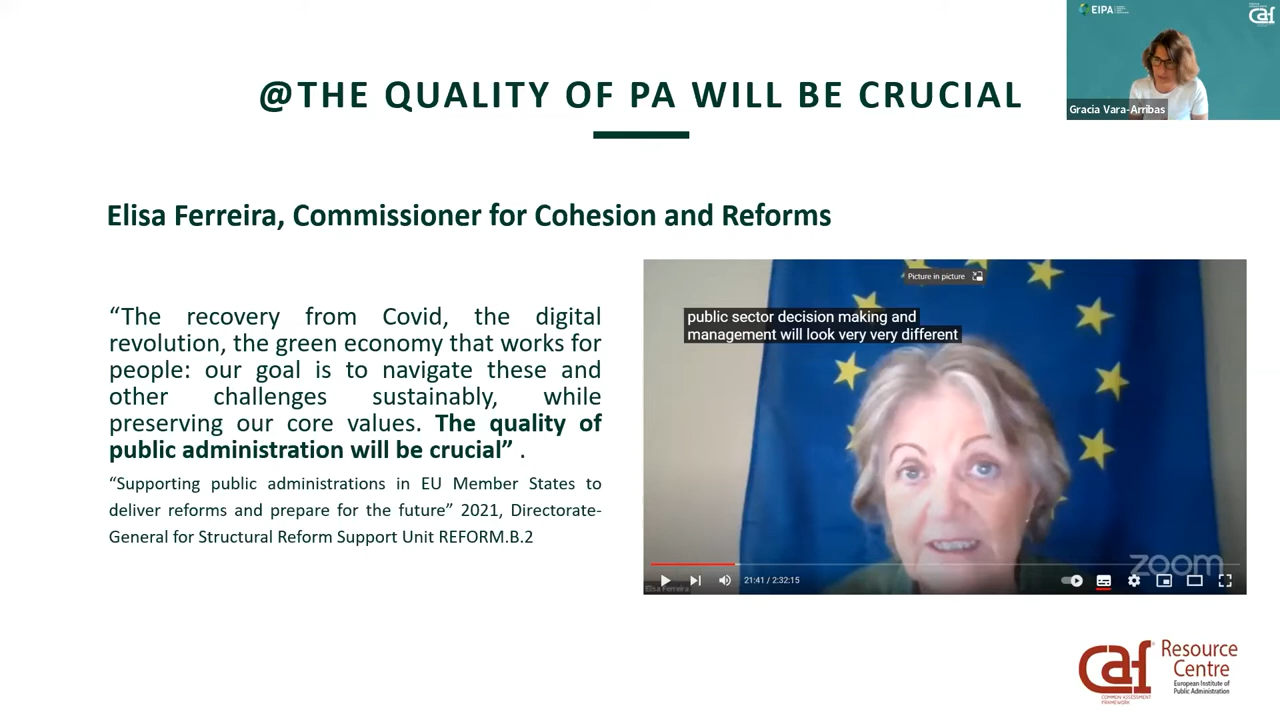 EIPA
caf
Gracia Vara-Arribas
@THE QUALITY OF PA WILL BE CRUCIAL
Elisa Ferreira, Commissioner for Cohesion and Reforms
“The recovery from Covid, the digital
revolution, the green economy that works for
people: our goal is to navigate these and
other challenges sustainably, while
preserving our core values. The quality of
public administration will be crucial” .
“Supporting public administrations in EU Member States to
deliver reforms and prepare for the future” 2021, Directorate-
General for Structural Reform Support Unit REFORM.B.2
Picture in picture
public sector decision making and
management will look very very different
zoom
21:41 / 2:32:15
Elisa Ferreira
caf
COMMON ASSESSMENT
FRAMEWORK
Resource
Centre
European Institute of
Public Administration